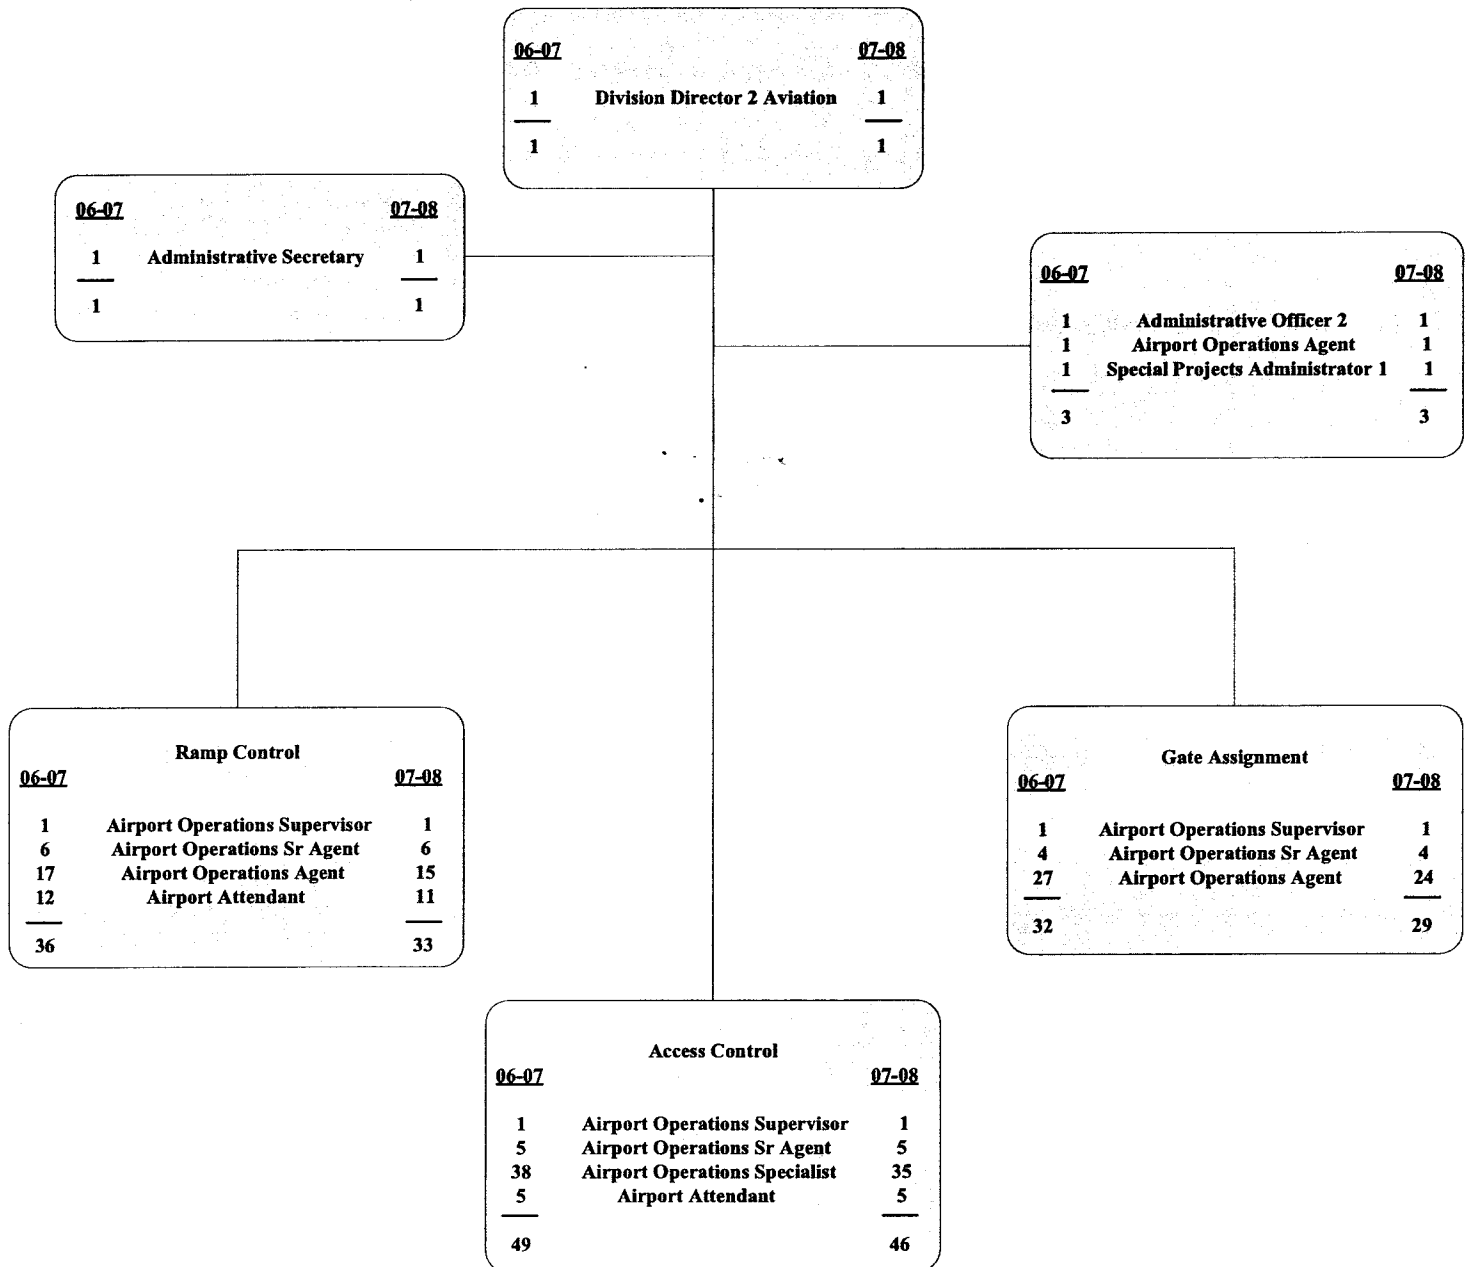 06-07 07-08
1 Division Director 2 Aviation 1
1 1
06-07 07-08
1 Administrative Secretary 1
1 1
06-07 07-08
1 Administrative Officer 2 1
1 Airport Operations Agent 1
1 Special Projects Administrator 1 1
3 3
Ramp Control
06-07 07-08
1 Airport Operations Supervisor 1
6 Airport Operations Sr Agent 6
17 Airport Operations Agent 15
12 Airport Attendant 11
36 33
Gate Assignment
06-07 07-08
1 Airport Operations Supervisor 1
4 Airport Operations Sr Agent 4
27 Airport Operations Agent 24
32 29
Access Control
06-07 07-08
1 Airport Operations Supervisor 1
5 Airport Operations Sr Agent 5
38 Airport Operations Specialist 35
5 Airport Attendant 5
49 46